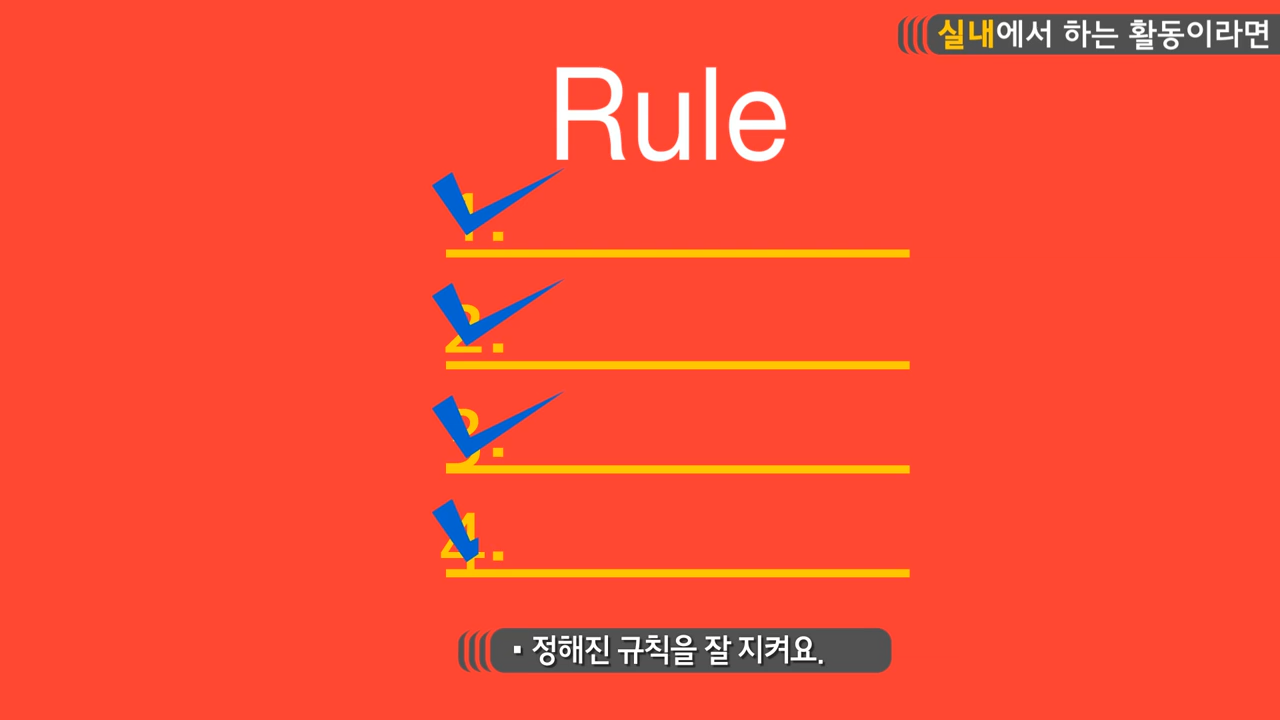 실내에서 하는 활동이라면
Rule
1.
2.
3.
4.
▪ 정해진 규칙을 잘 지켜요.